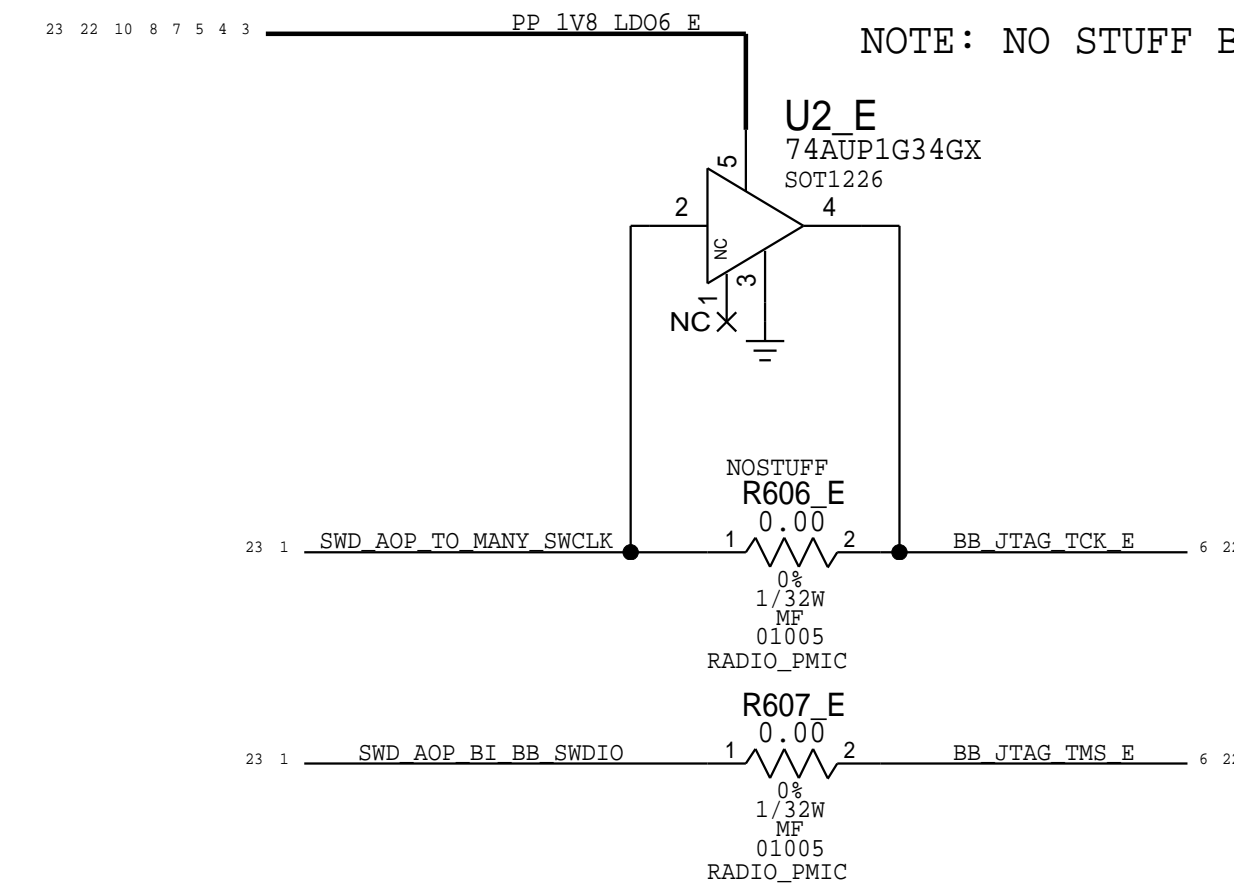 23 22 10 8 7 5 4 3 PP_1V8_LDO6_E
NOTE: NO STUFF
U2_E
74AUP1G34GX
SOT1226
5
2
4
NC
1
3
NC
NOSTUFF
R606_E
0.00
23 1 SWD_AOP_TO_MANY_SWCLK 1 2 BB_JTAG_TCK_E 6 22
0%
1/32W
MF
01005
RADIO_PMIC
R607_E
0.00
23 1 SWD_AOP_BI_BB_SWDIO 1 2 BB_JTAG_TMS_E 6 22
0%
1/32W
MF
01005
RADIO_PMIC